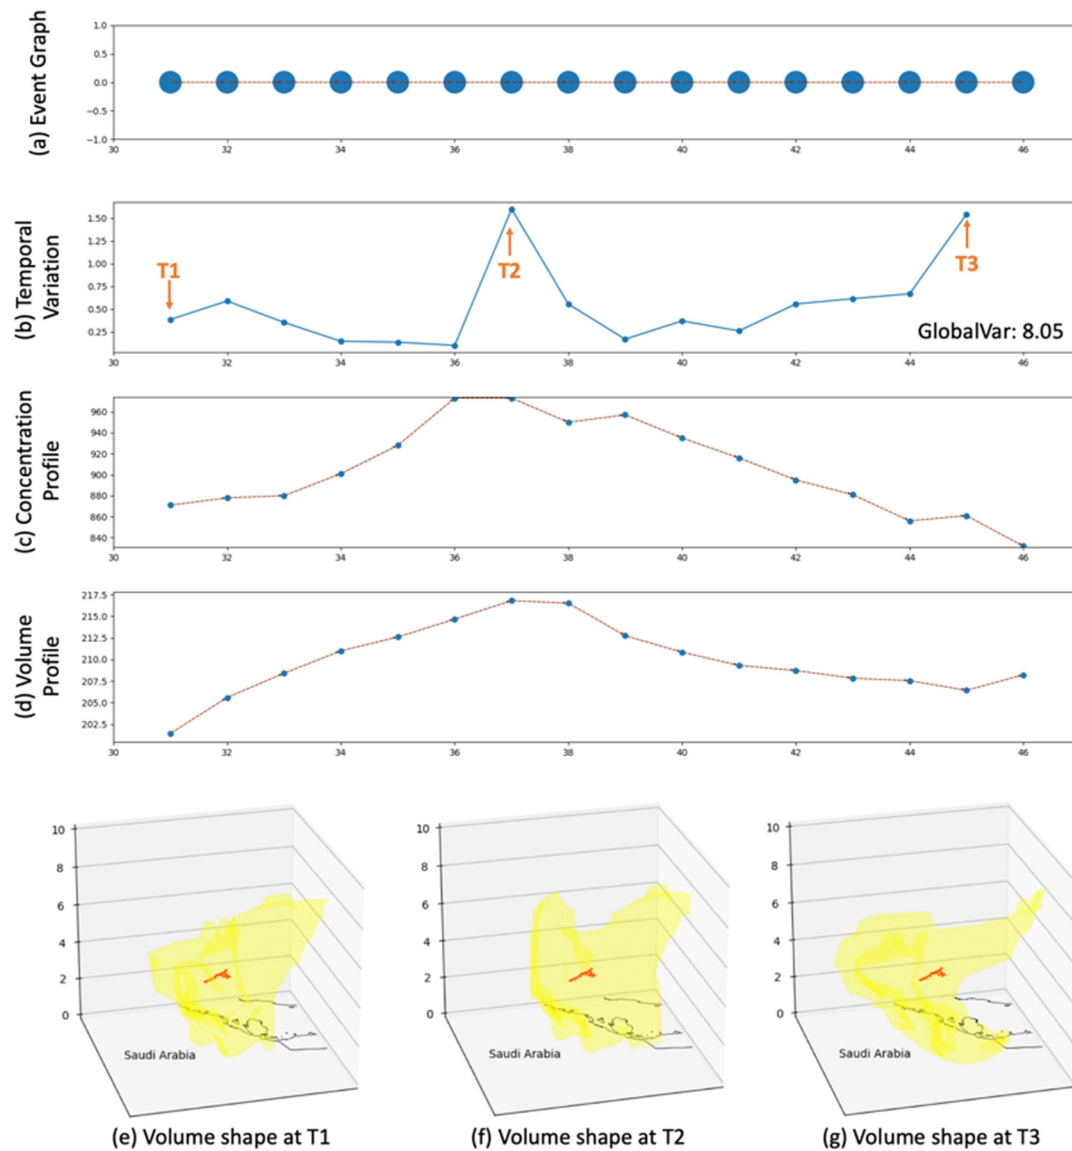 (a) Event Graph
1.0
0.5
0.0
−0.5
−1.0
30 32 34 36 38 40 42 44 46
(b) Temporal
Variation
1.50
1.25
1.00
0.75
0.50
0.25
T1
T2
T3
GlobalVar: 8.05
30 32 34 36 38 40 42 44 46
(c) Concentration
Profile
960
940
920
900
880
860
840
30 32 34 36 38 40 42 44 46
(d) Volume
Profile
217.5
215.0
212.5
210.0
207.5
205.0
202.5
30 32 34 36 38 40 42 44 46
10
8
6
4
2
0
Saudi Arabia
(e) Volume shape at T1
10
8
6
4
2
0
Saudi Arabia
(f) Volume shape at T2
10
8
6
4
2
0
Saudi Arabia
(g) Volume shape at T3